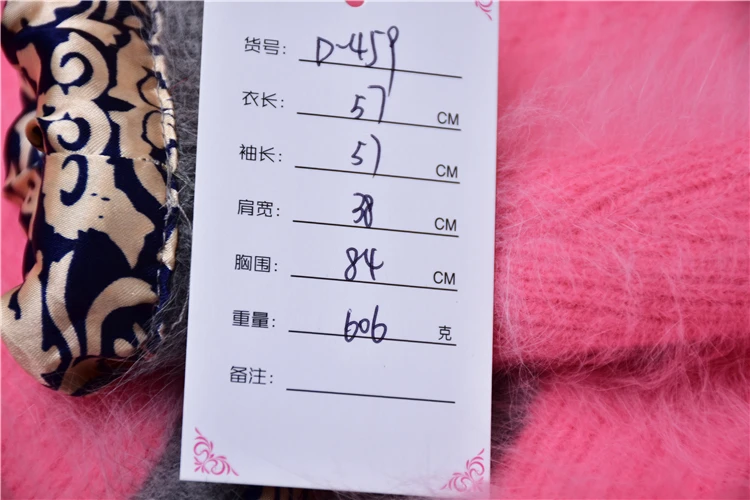 货号: D-459
衣长: 57 CM
袖长: 57 CM
肩宽: 38 CM
胸围: 84 CM
重量: 606 克
备注: